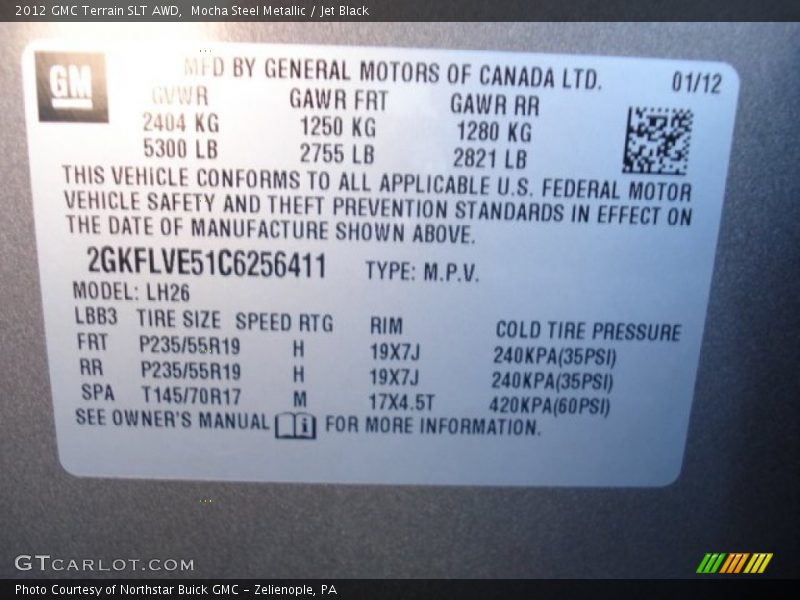 2012 GMC Terrain SLT AWD, Mocha Steel Metallic / Jet Black
GM
MFD BY GENERAL MOTORS OF CANADA LTD. 01/12
GVWR GAWR FRT GAWR RR
2404 KG 1250 KG 1280 KG
5300 LB 2755 LB 2821 LB
THIS VEHICLE CONFORMS TO ALL APPLICABLE U.S. FEDERAL MOTOR
VEHICLE SAFETY AND THEFT PREVENTION STANDARDS IN EFFECT ON
THE DATE OF MANUFACTURE SHOWN ABOVE.
2GKFLVE51C6256411 TYPE: M.P.V.
MODEL: LH26
LBB3 TIRE SIZE SPEED RTG RIM COLD TIRE PRESSURE
FRT P235/55R19 H 19X7J 240KPA(35PSI)
RR P235/55R19 H 19X7J 240KPA(35PSI)
SPA T145/70R17 M 17X4.5T 420KPA(60PSI)
SEE OWNER'S MANUAL i FOR MORE INFORMATION.
GTCARLOT.COM
Photo Courtesy of Northstar Buick GMC - Zelienople, PA